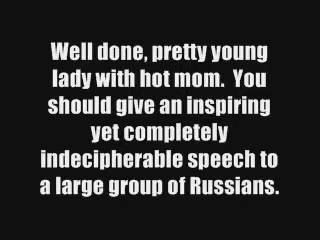 Well done, pretty young
lady with hot mom.  You
should give an inspiring
yet completely
indecipherable speech to
a large group of Russians.